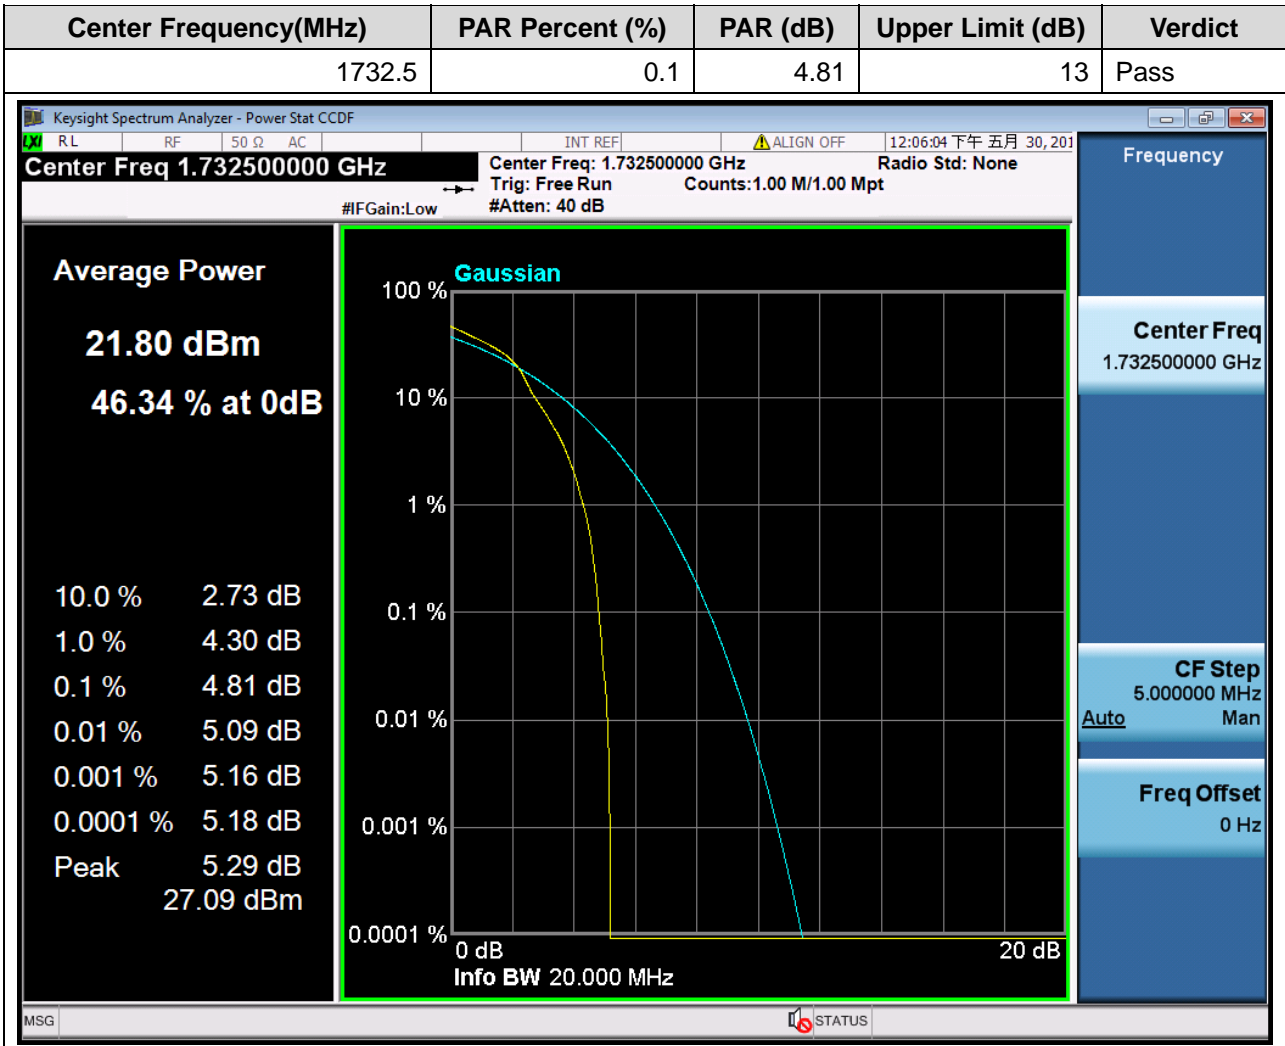 Center Frequency(MHz) PAR Percent (%) PAR (dB) Upper Limit (dB) Verdict
1732.5 0.1 4.81 13 Pass
Keysight Spectrum Analyzer - Power Stat CCDF
LXI RL RF 50 Ω AC INT REF ALIGN OFF 12:06:04 下午 五月 30, 201
Center Freq 1.732500000 GHz
Center Freq: 1.732500000 GHz Radio Std: None
Trig: Free Run Counts:1.00 M/1.00 Mpt
#IFGain:Low #Atten: 40 dB
Frequency
Average Power
21.80 dBm
46.34 % at 0dB
10.0 % 2.73 dB
1.0 % 4.30 dB
0.1 % 4.81 dB
0.01 % 5.09 dB
0.001 % 5.16 dB
0.0001 % 5.18 dB
Peak 5.29 dB
27.09 dBm
Gaussian
100 %
10 %
1 %
0.1 %
0.01 %
0.001 %
0.0001 %
0 dB 20 dB
Info BW 20.000 MHz
Center Freq
1.732500000 GHz
CF Step
5.000000 MHz
Auto Man
Freq Offset
0 Hz
MSG STATUS